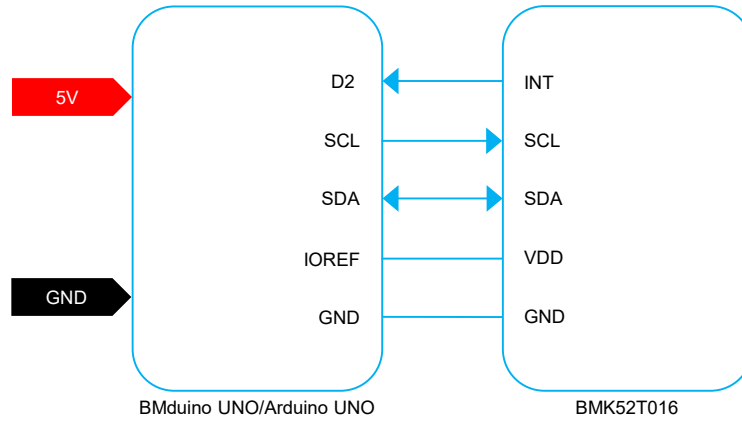 5V
GND
D2
SCL
SDA
IOREF
GND
INT
SCL
SDA
VDD
GND
BMduino UNO/Arduino UNO
BMK52T016